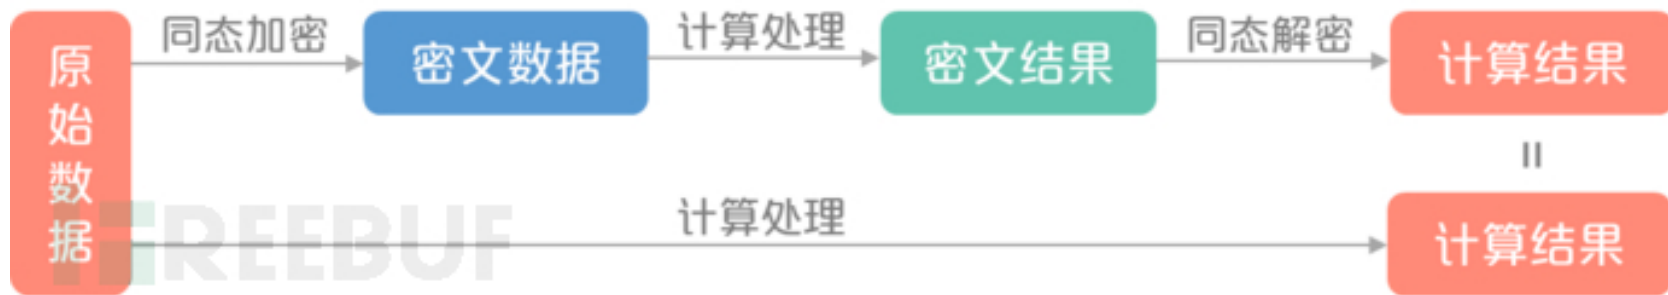 原始数据
同态加密
密文数据
计算处理
密文结果
同态解密
计算结果
=
计算处理
计算结果
FREEBUF